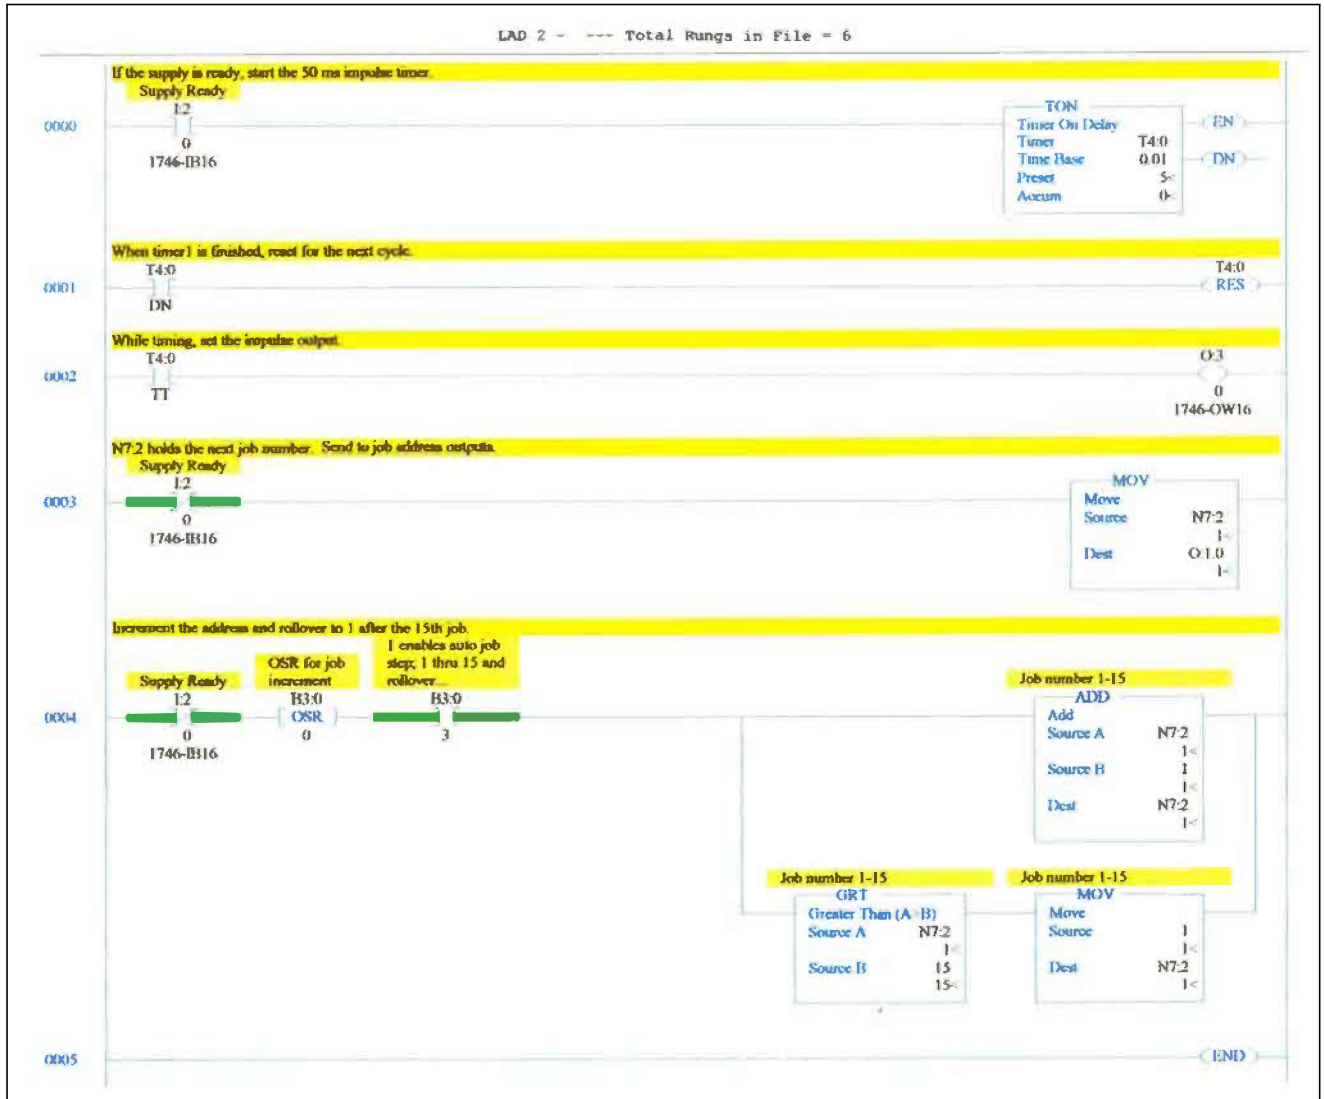 LAD 2 - --- Total Rungs in File = 6
If the supply is ready, start the 50 ms impulse timer.
Supply Ready
I:2
0000
0
1746-IB16
TON
Timer On Delay
Timer T4:0
Time Base 0.01
Preset 5<
Accum 0<
EN
DN
When timer1 is finished, reset for the next cycle.
T4:0
0001
DN
T4:0
RES
While timing, set the impulse output.
T4:0
0002
TT
O:3
0
1746-OW16
N7:2 holds the next job number. Send to job address outputs.
Supply Ready
I:2
0003
0
1746-IB16
MOV
Move
Source N7:2
1<
Dest O:1.0
1<
Increment the address and rollover to 1 after the 15th job.
Supply Ready
I:2
0004
0
1746-IB16
OSR for job
increment
B3:0
OSR
0
1 enables auto job
step; 1 thru 15 and
rollover...
B3:0
3
Job number 1-15
ADD
Add
Source A N7:2
1<
Source B 1
1<
Dest N7:2
1<
Job number 1-15
GRT
Greater Than (A>B)
Source A N7:2
1<
Source B 15
15<
Job number 1-15
MOV
Move
Source 1
1<
Dest N7:2
1<
0005
END